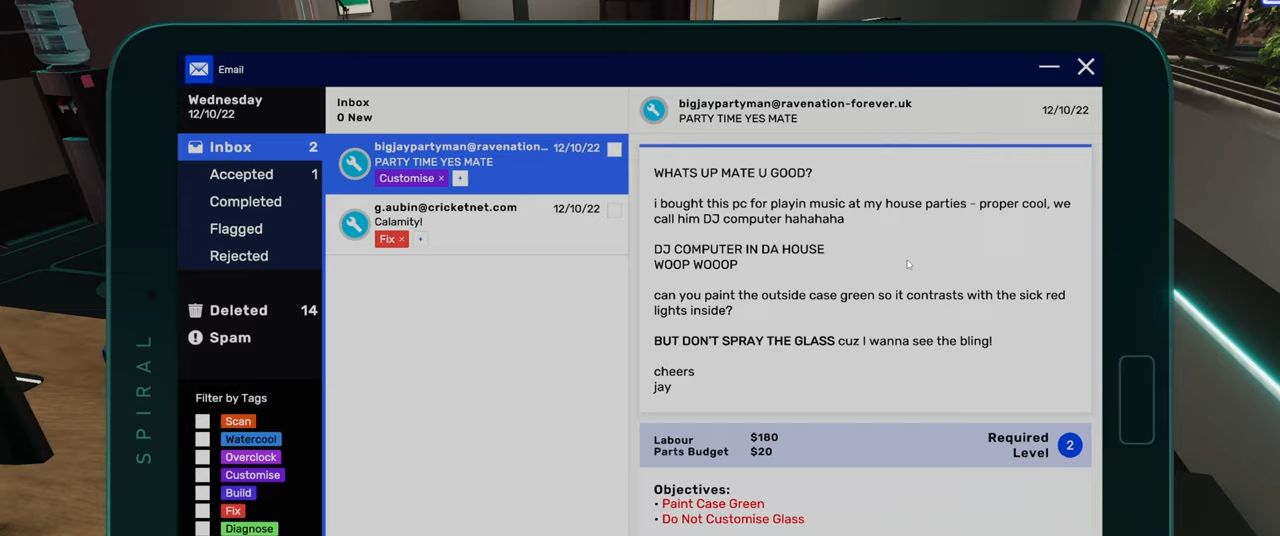 Email
Wednesday
12/10/22
Inbox 2
Accepted 1
Completed
Flagged
Rejected
Deleted 14
Spam
Filter by Tags
Scan
Watercool
Overclock
Customise
Build
Fix
Diagnose
Inbox
0 New
bigjaypartyman@ravenation... 12/10/22
PARTY TIME YES MATE
Customise × +
g.aubin@cricketnet.com 12/10/22
Calamity!
Fix × +
bigjaypartyman@ravenation-forever.uk 12/10/22
PARTY TIME YES MATE
WHATS UP MATE U GOOD?
i bought this pc for playin music at my house parties - proper cool, we
call him DJ computer hahahaha
DJ COMPUTER IN DA HOUSE
WOOP WOOOP
can you paint the outside case green so it contrasts with the sick red
lights inside?
BUT DON'T SPRAY THE GLASS cuz I wanna see the bling!
cheers
jay
Labour $180
Parts Budget $20
Required
Level 2
Objectives:
• Paint Case Green
• Do Not Customise Glass
SPIRAL